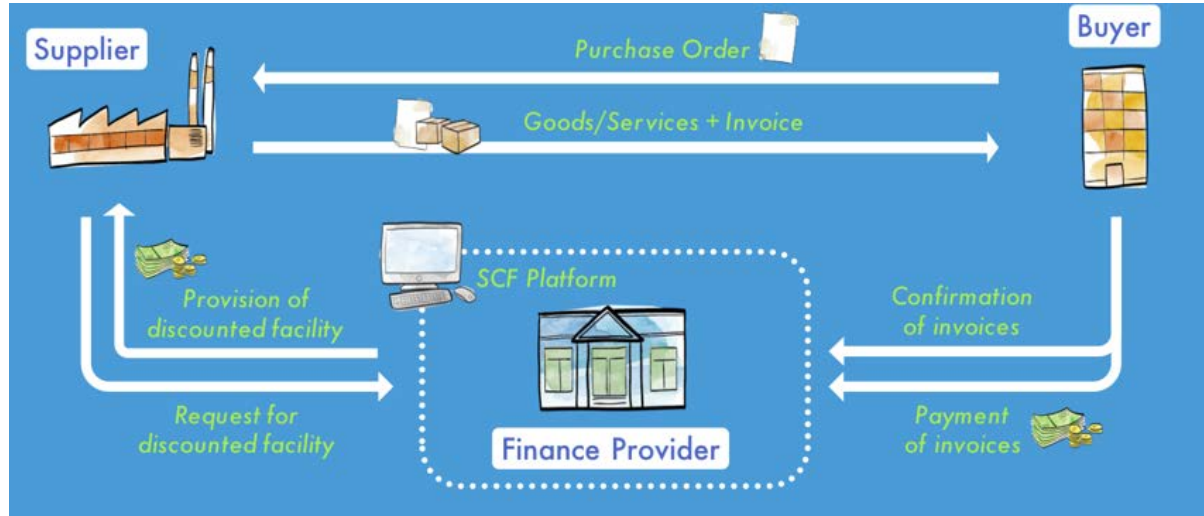 Supplier
Purchase Order
Buyer
Goods/Services + Invoice
SCF Platform
Provision of
discounted facility
Confirmation
of invoices
Request for
discounted facility
Finance Provider
Payment
of invoices